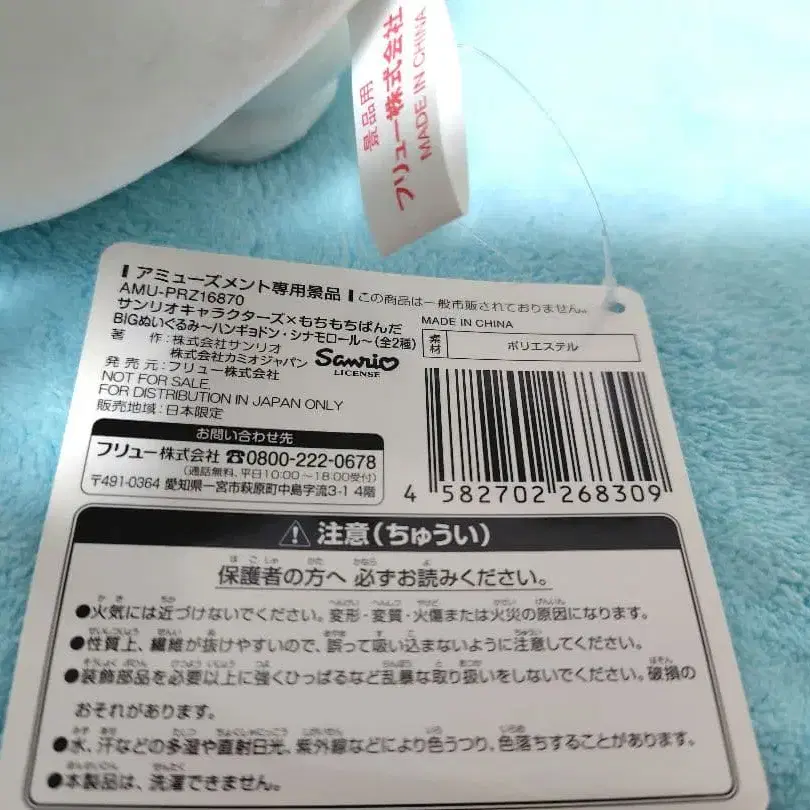 景品用
フリュー株式会社
MADE IN CHINA
アミューズメント専用景品 この商品は一般市販されておりません。
AMU-PRZ16870
サンリオキャラクターズ×もちもちぱんだ
BIGぬいぐるみ～ハンギョドン・シナモロール～(全2種)
著 作:株式会社サンリオ
株式会社カミオジャパン
発売元:フリュー株式会社
Sanrio
LICENSE
NOT FOR SALE.
FOR DISTRIBUTION IN JAPAN ONLY
販売地域:日本限定
MADE IN CHINA
素材 ポリエステル
4 582702 268309
お問い合わせ先
フリュー株式会社 ☎0800-222-0678
(通話無料、平日10:00～18:00受付)
〒491-0364 愛知県一宮市萩原町中島字流3-1 4階
⚠ 注意(ちゅうい)
保護者の方へ 必ずお読みください。
●火気には近づけないでください。変形・変質・火傷または火災の原因になります。
●性質上、繊維が抜けやすいので、誤って吸い込まないように注意してください。
●装飾部品を必要以上に強くひっぱるなど乱暴な取り扱いをしないでください。破損の
おそれがあります。
●水、汗などの多湿や直射日光、紫外線などにより色うつり、色落ちすることがあります。
●本製品は、洗濯できません。